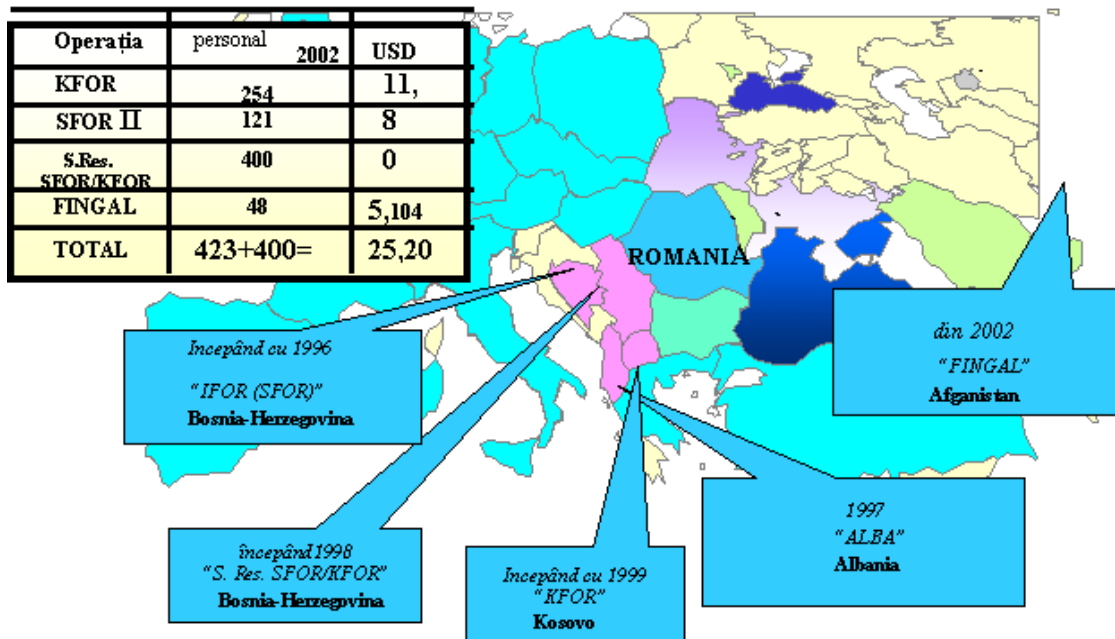 Operația personal 2002 USD
KFOR 254 11,
SFOR II 121 8
S.Res. SFOR/KFOR 400 0
FINGAL 48 5,104
TOTAL 423+400= 25,20
ROMANIA
Incepând cu 1996
"IFOR (SFOR)"
Bosnia-Herzegovina
din 2002
"FINGAL"
Afganistan
începând1998
"S. Res. SFOR/KFOR"
Bosnia-Herzegovina
Incepând cu 1999
"KFOR"
Kosovo
1997
"ALBA"
Albania